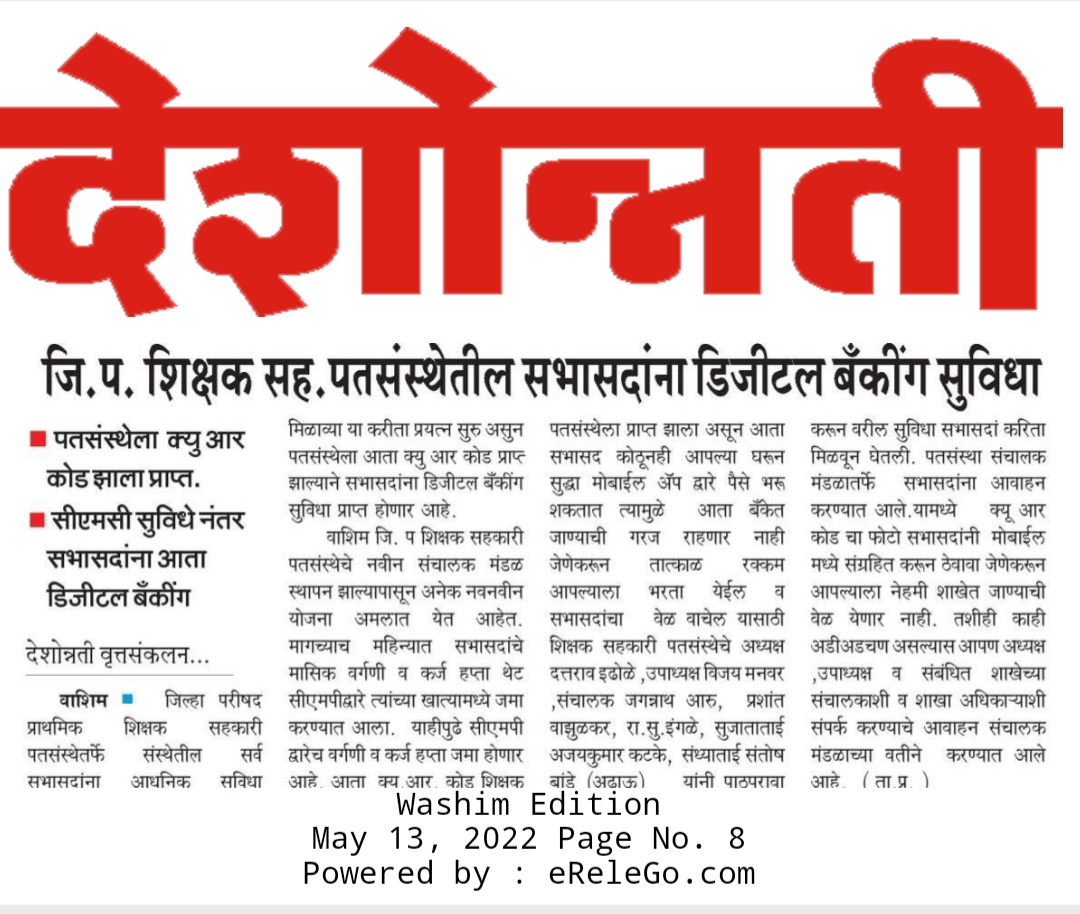 देशोन्नती
जि.प. शिक्षक सह.पतसंस्थेतील सभासदांना डिजीटल बँकींग सुविधा
■ पतसंस्थेला क्यु आर
कोड झाला प्राप्त.
■ सीएमसी सुविधे नंतर
सभासदांना आता
डिजीटल बँकींग
देशोन्नती वृत्तसंकलन...
वाशिम ■ जिल्हा परीषद
प्राथमिक शिक्षक सहकारी
पतसंस्थेतर्फे संस्थेतील सर्व
सभासदांना आधनिक सविधा
मिळाव्या या करीता प्रयत्न सुरु असुन
पतसंस्थेला आता क्यु आर कोड प्राप्ट
झाल्याने सभासदांना डिजीटल बँकींग
सुविधा प्राप्त होणार आहे.
वाशिम जि. प शिक्षक सहकारी
पतसंस्थेचे नवीन संचालक मंडळ
स्थापन झाल्यापासून अनेक नवनवीन
योजना अमलात येत आहेत.
मागच्याच महिन्यात सभासदांचे
मासिक वर्गणी व कर्ज हप्ता थेट
सीएमपीद्वारे त्यांच्या खात्यामध्ये जमा
करण्यात आला. याहीपुढे सीएमपी
द्वारेच वर्गणी व कर्ज हप्ता जमा होणार
आहे. आता क्यु.आर. कोड शिक्षक
पतसंस्थेला प्राप्त झाला असून आता
सभासद कोठूनही आपल्या घरून
सुद्धा मोबाईल ॲप द्वारे पैसे भरू
शकतात त्यामुळे आता बँकेत
जाण्याची गरज राहणार नाही
जेणेकरून तात्काळ रक्कम
आपल्याला भरता येईल व
सभासदांचा वेळ वाचेल यासाठी
शिक्षक सहकारी पतसंस्थेचे अध्यक्ष
दत्तराव इढोळे ,उपाध्यक्ष विजय मनवर
,संचालक जगन्नाथ आरु, प्रशांत
वाझुळकर, रा.सु.इंगळे, सुजाताताई
अजयकुमार कटके, संध्याताई संतोष
बांडे (अढाऊ) यांनी पाठपुरावा
करून वरील सुविधा सभासदां करिता
मिळवून घेतली. पतसंस्था संचालक
मंडळातर्फे सभासदांना आवाहन
करण्यात आले.यामध्ये क्यू आर
कोड चा फोटो सभासदांनी मोबाईल
मध्ये संग्रहित करून ठेवावा जेणेकरून
आपल्याला नेहमी शाखेत जाण्याची
वेळ येणार नाही. तशीही काही
अडीअडचण असल्यास आपण अध्यक्ष
,उपाध्यक्ष व संबंधित शाखेच्या
संचालकाशी व शाखा अधिकाऱ्याशी
संपर्क करण्याचे आवाहन संचालक
मंडळाच्या वतीने करण्यात आले
आहे. ( ता.प्र. )
Washim Edition
May 13, 2022 Page No. 8
Powered by : eReleGo.com